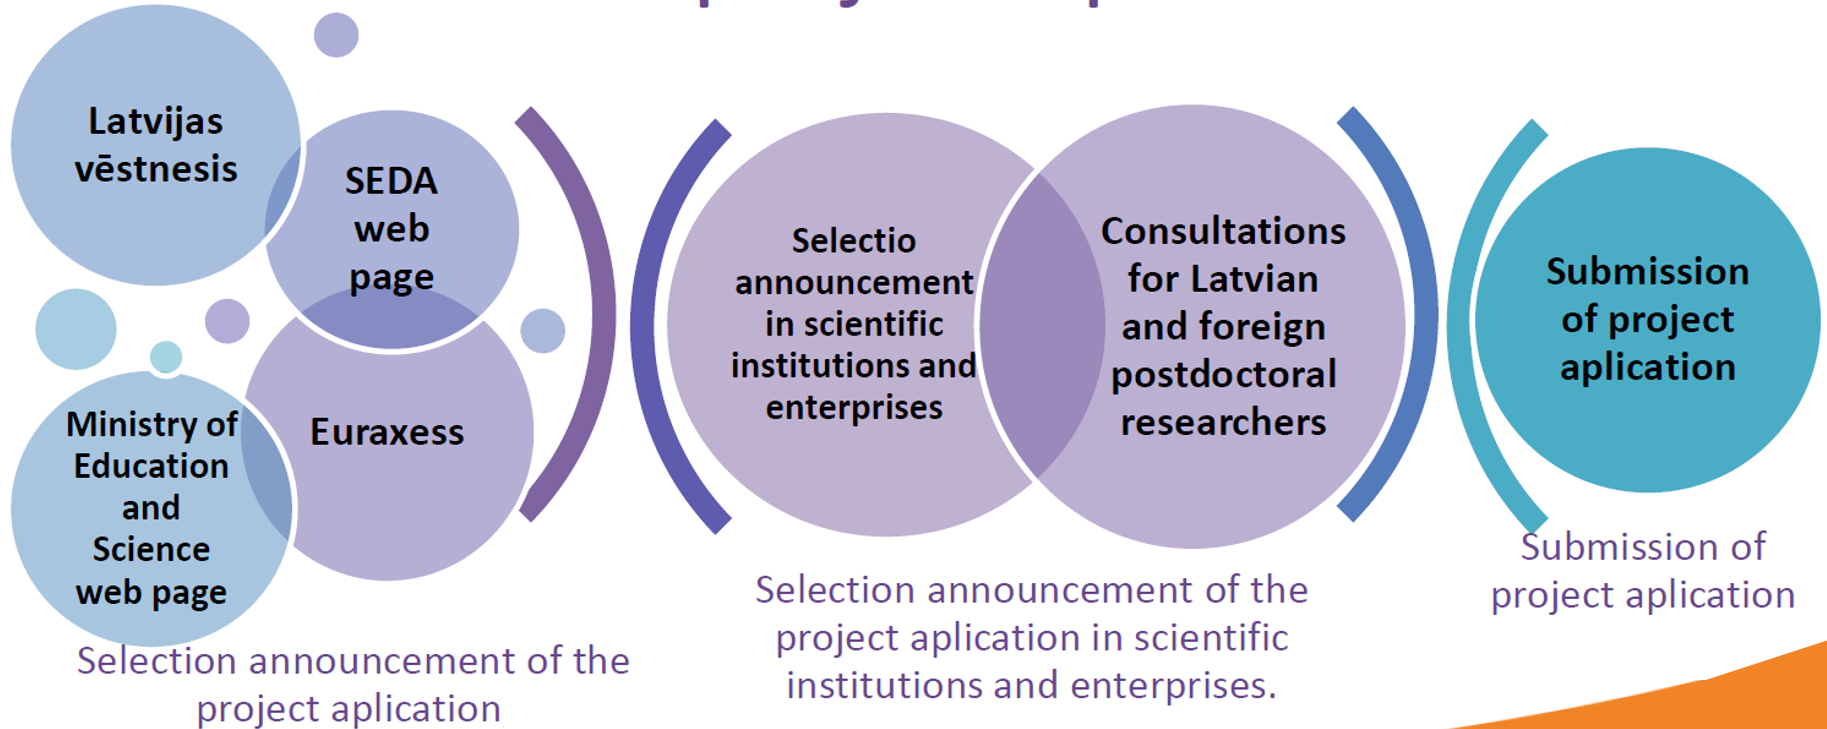 Latvijas
vēstnesis
SEDA
web
page
Ministry of
Education
and
Science
web page
Euraxess
Selection announcement of the
project aplication
Selectio
announcement
in scientific
institutions and
enterprises
Consultations
for Latvian
and foreign
postdoctoral
researchers
Selection announcement of the
project aplication in scientific
institutions and enterprises.
Submission
of project
aplication
Submission of
project aplication